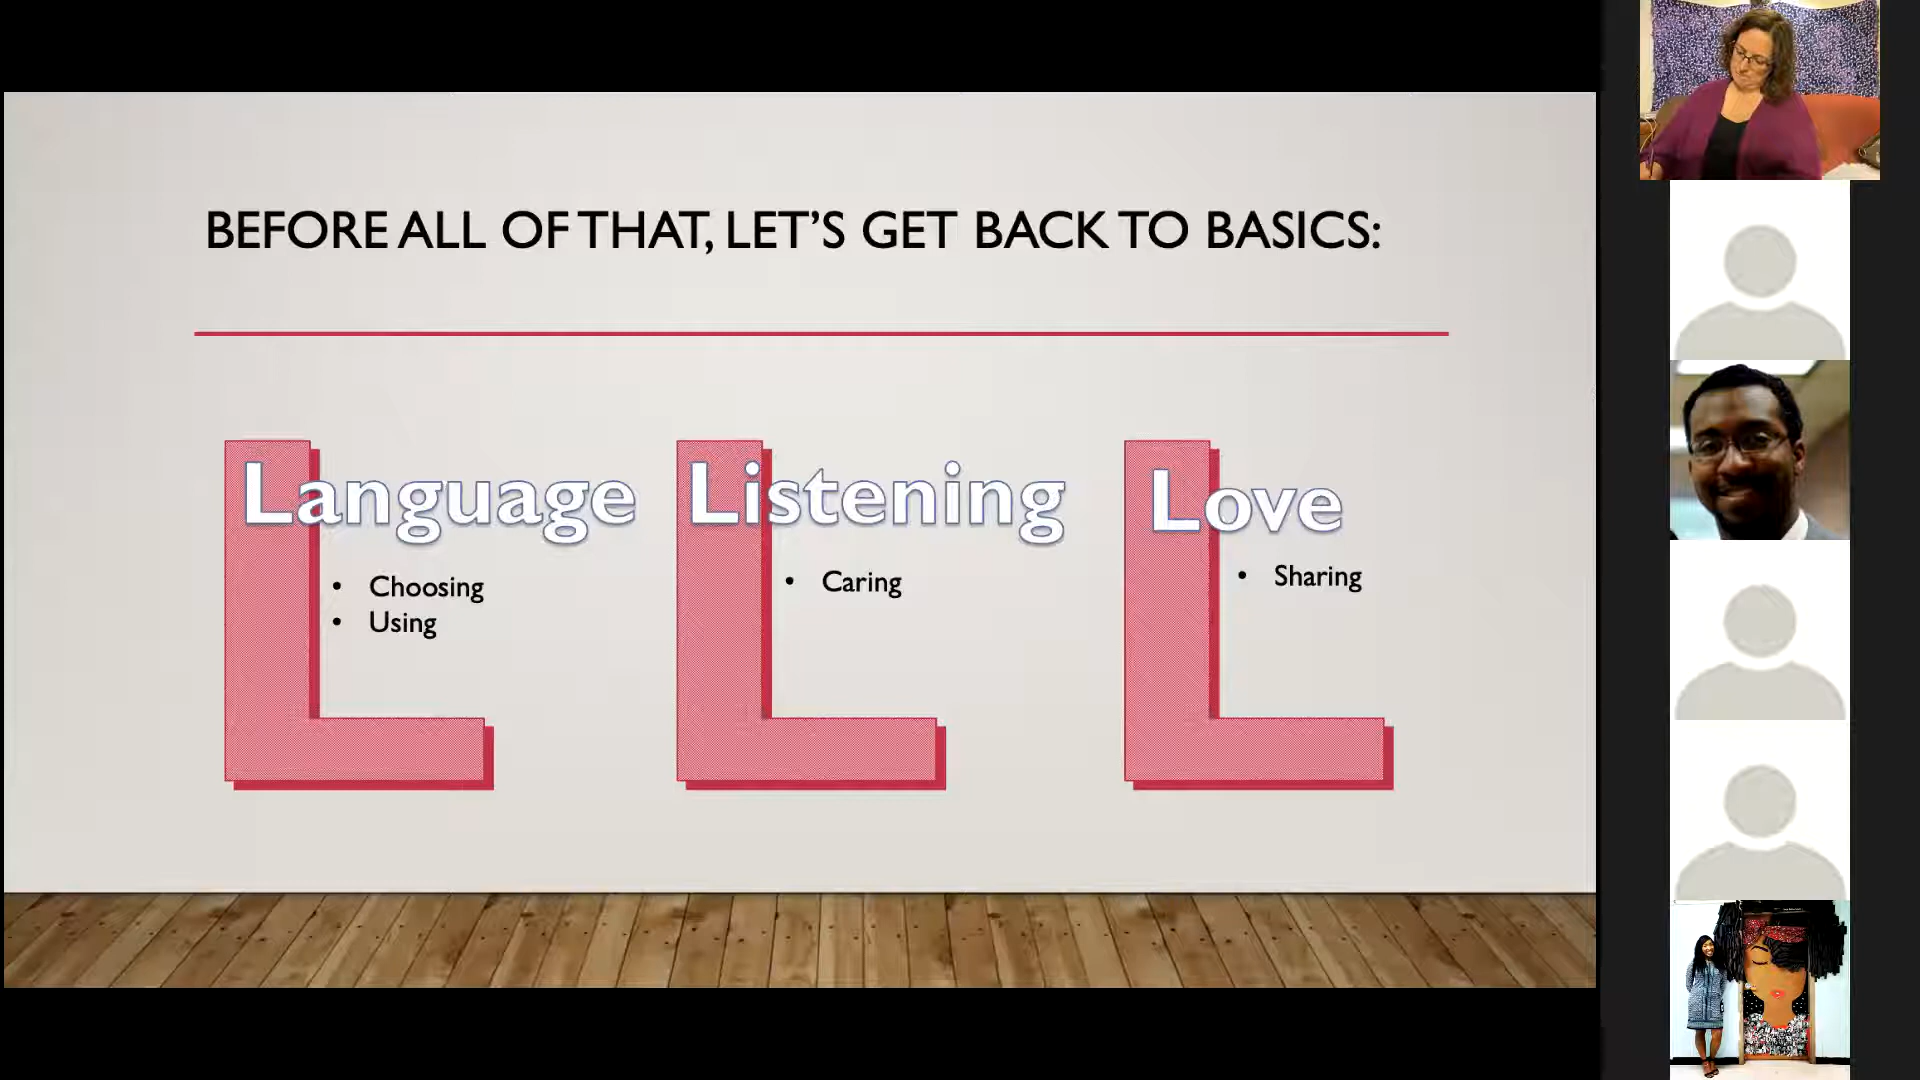 BEFORE ALL OF THAT, LET'S GET BACK TO BASICS:
Language
• Choosing
• Using
Listening
• Caring
Love
• Sharing